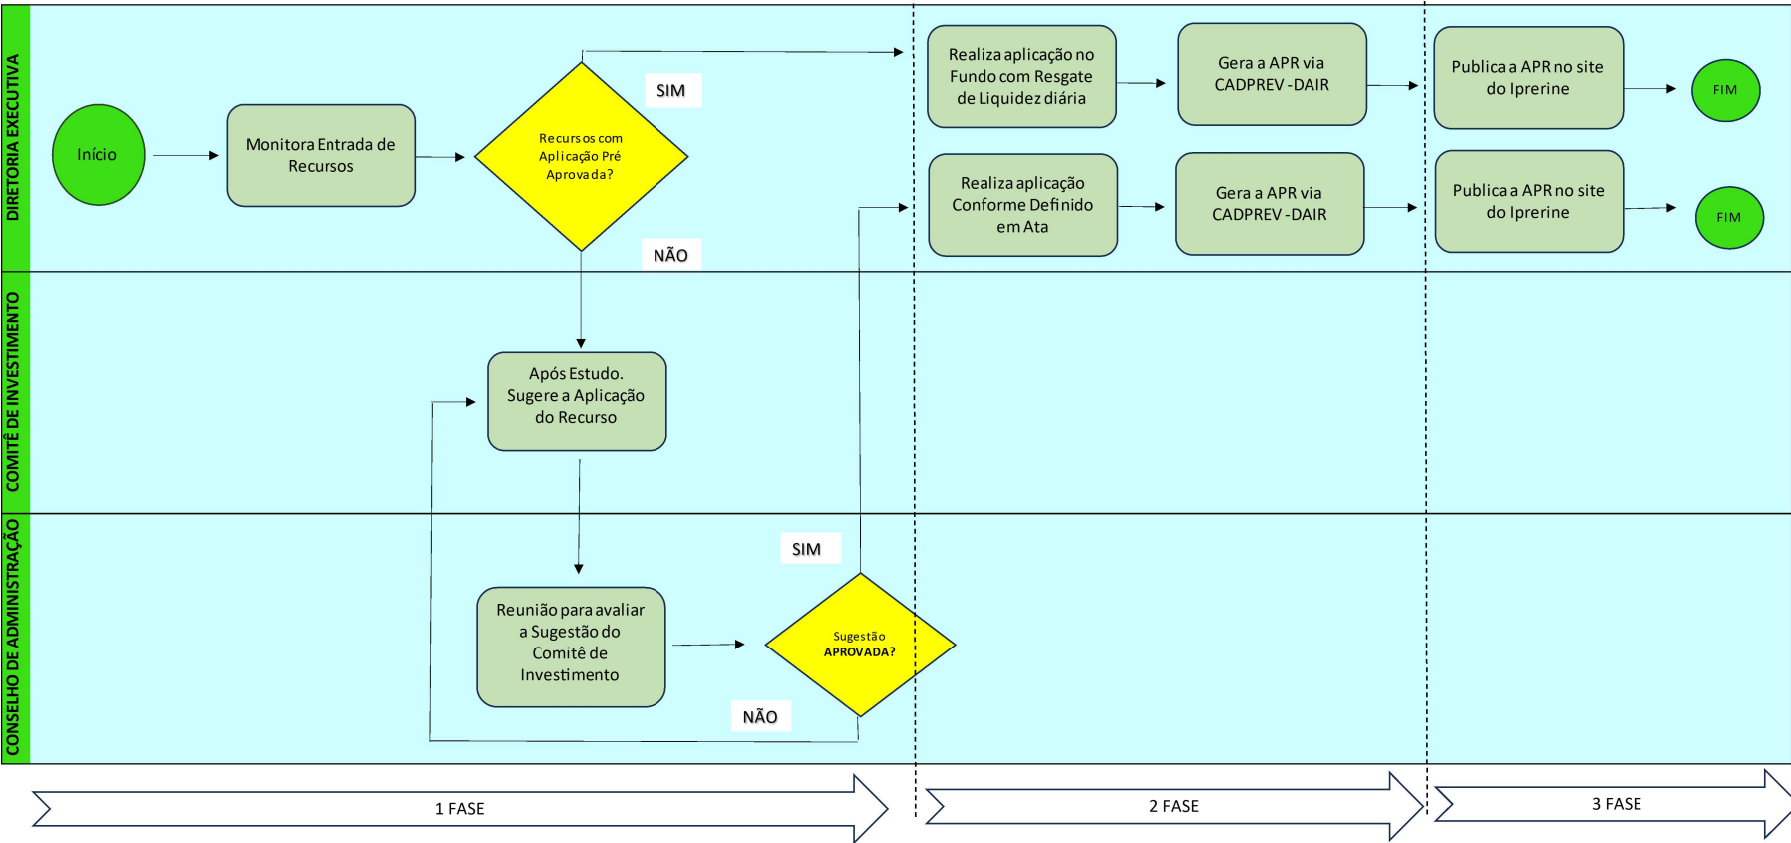 DIRETORIA EXECUTIVA
Início
Monitora Entrada de
Recursos
Recursos com
Aplicação Pré
Aprovada?
SIM
NÃO
Realiza aplicação no
Fundo com Resgate
de Liquidez diária
Gera a APR via
CADPREV -DAIR
Publica a APR no site
do Iprerine
FIM
Realiza aplicação
Conforme Definido
em Ata
Gera a APR via
CADPREV -DAIR
Publica a APR no site
do Iprerine
FIM
COMITÊ DE INVESTIMENTO
Após Estudo.
Sugere a Aplicação
do Recurso
CONSELHO DE ADMINISTRAÇÃO
Reunião para avaliar
a Sugestão do
Comitê de
Investimento
SIM
Sugestão
APROVADA?
NÃO
1 FASE
2 FASE
3 FASE